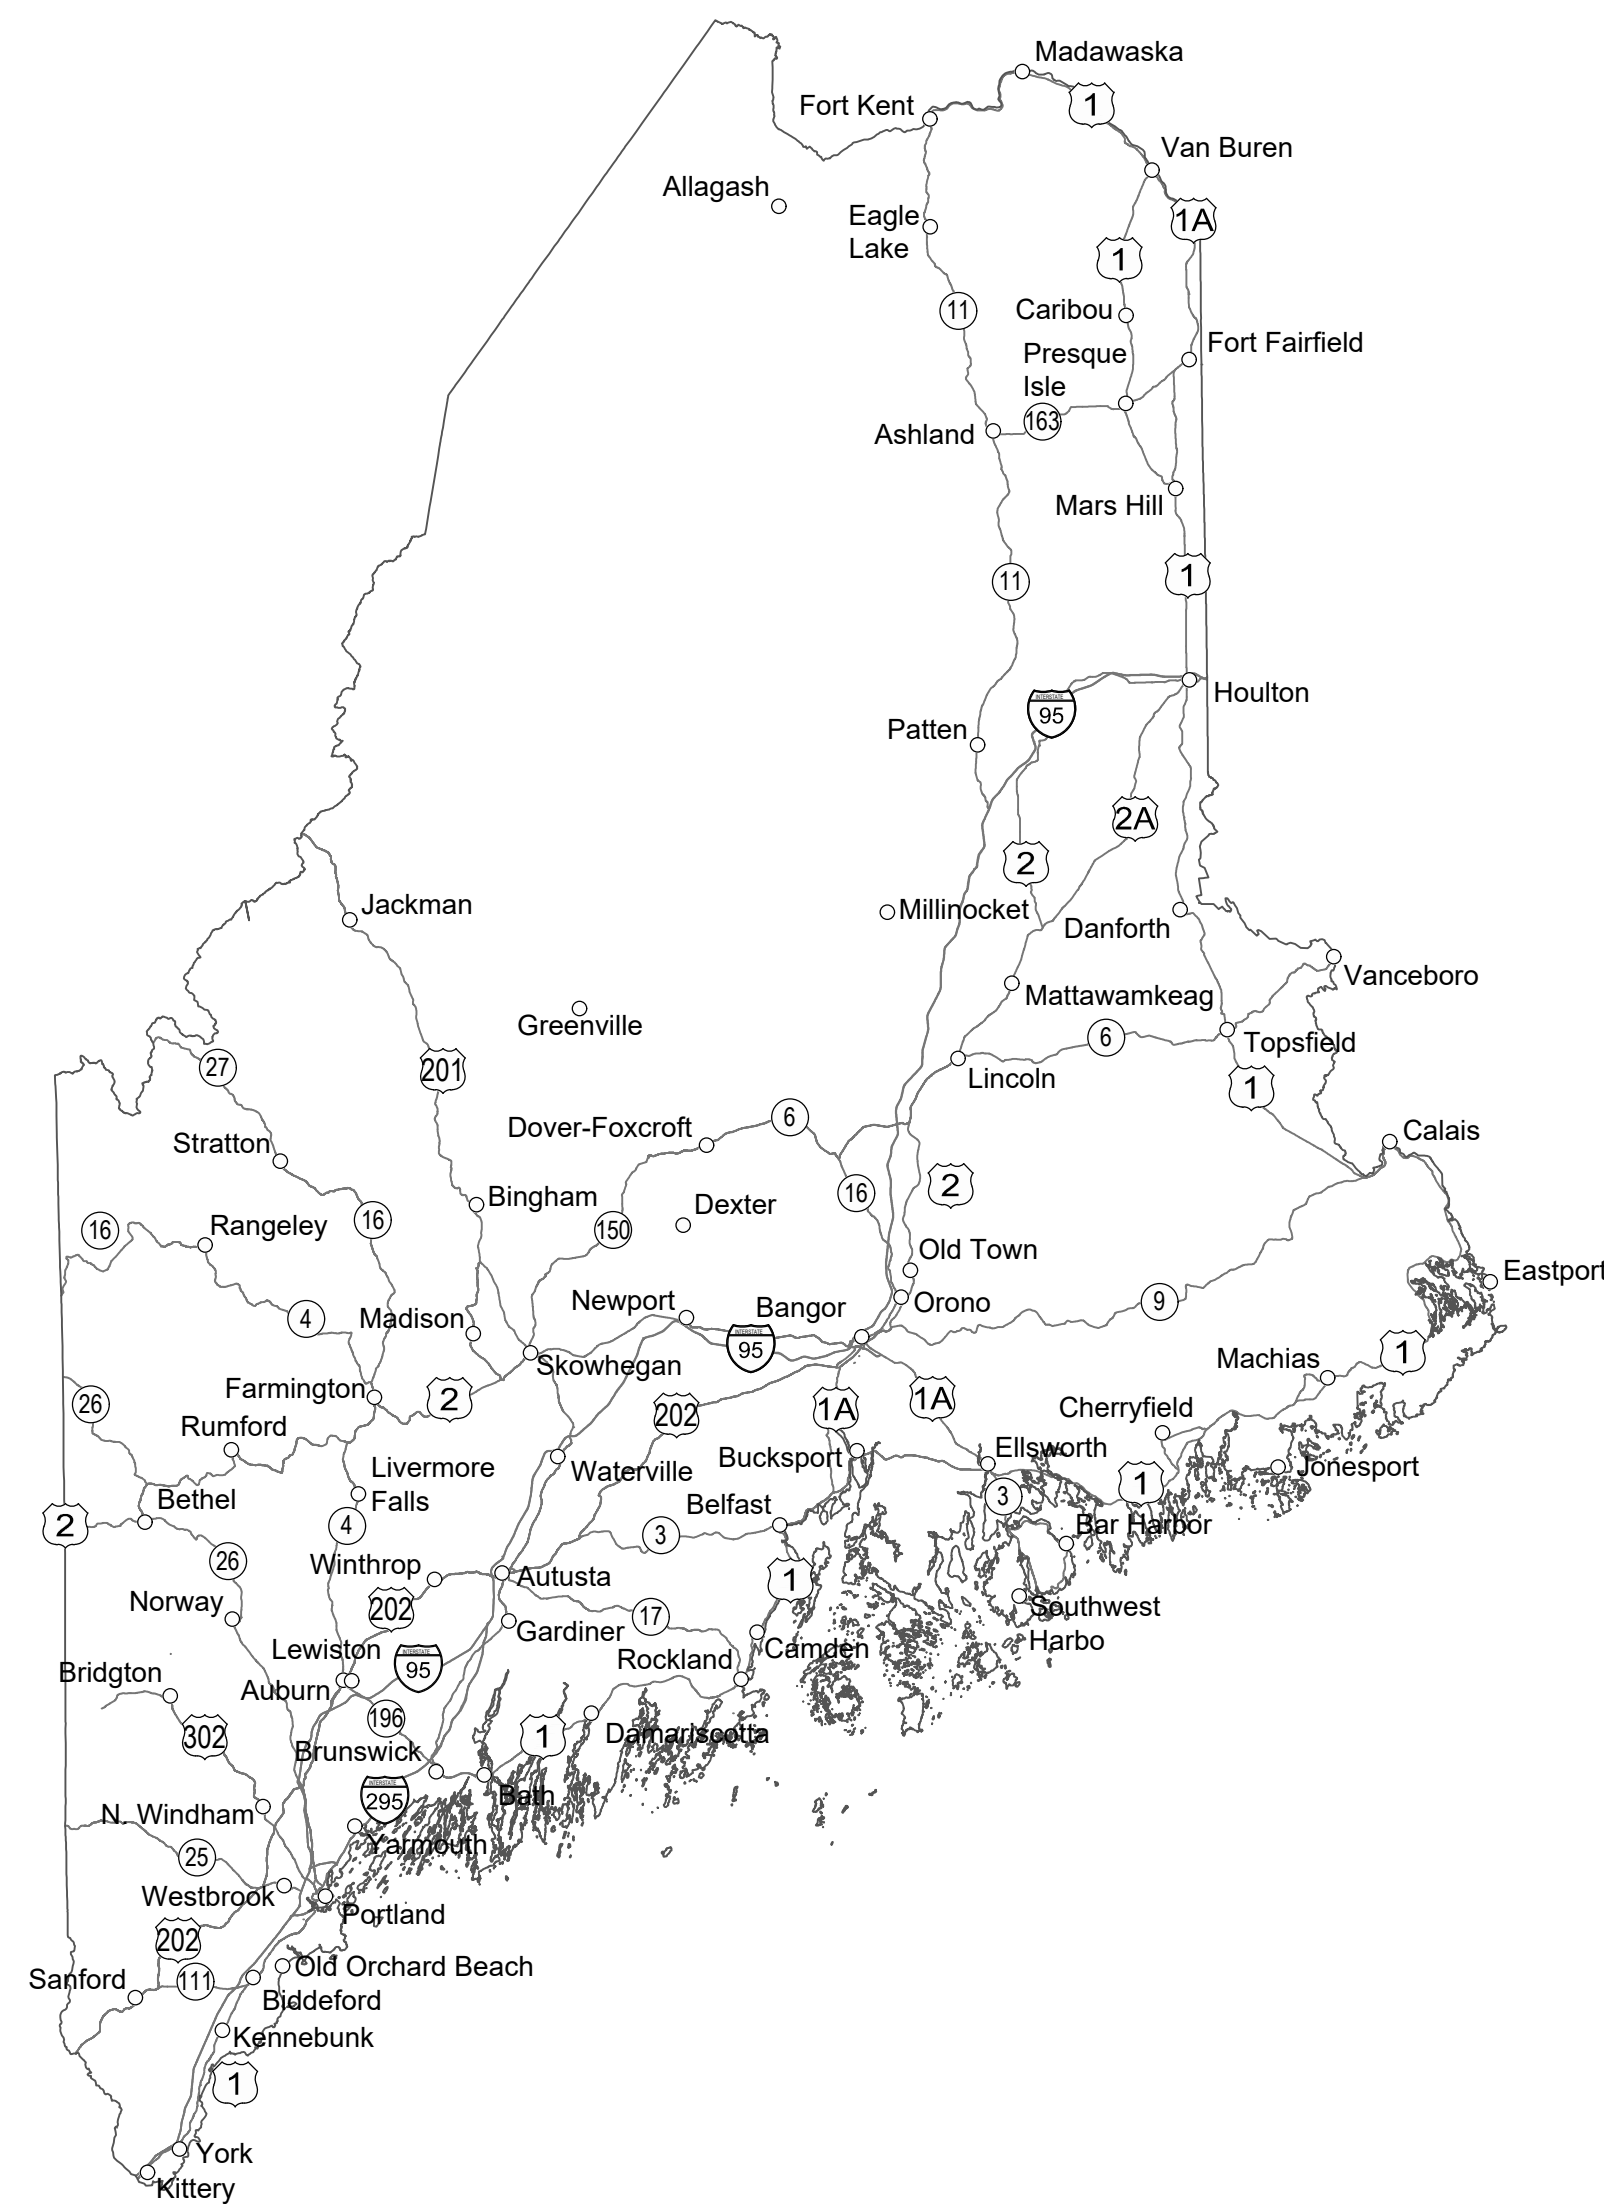 Madawaska
Fort Kent
1
Van Buren
Allagash
Eagle
Lake
1A
1
11
Caribou
Fort Fairfield
Presque
Isle
163
Ashland
Mars Hill
11
1
INTERSTATE
95
Houlton
Patten
2A
2
Jackman
Millinocket
Danforth
Vanceboro
Mattawamkeag
Greenville
6
Topsfield
27
201
Lincoln
1
Dover-Foxcroft
6
Calais
Stratton
2
16
Bingham
Dexter
16
Rangeley
16
150
Old Town
Eastport
Newport
Bangor
Orono
9
4
Madison
INTERSTATE
95
1
Skowhegan
Machias
Farmington
2
26
202
1A
1A
Cherryfield
Rumford
Bucksport
Ellsworth
Livermore
Falls
Waterville
Jonesport
1
Bethel
Belfast
3
2
4
3
Bar Harbor
26
Winthrop
Autusta
1
Norway
202
17
Southwest
Harbo
Gardiner
Lewiston
INTERSTATE
95
Camden
Bridgton
Rockland
Auburn
196
302
1
Damariscotta
Brunswick
INTERSTATE
295
Bath
N. Windham
Yarmouth
25
Westbrook
Portland
202
Sanford
111
Old Orchard Beach
Biddeford
Kennebunk
1
York
Kittery